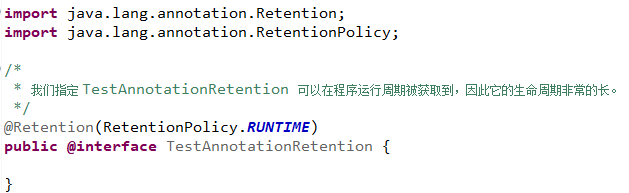 import java.lang.annotation.Retention;
import java.lang.annotation.RetentionPolicy;
/*
* 我们指定 TestAnnotationRetention 可以在程序运行周期被获取到，因此它的生命周期非常的长。
*/
@Retention(RetentionPolicy.RUNTIME)
public @interface TestAnnotationRetention {
}